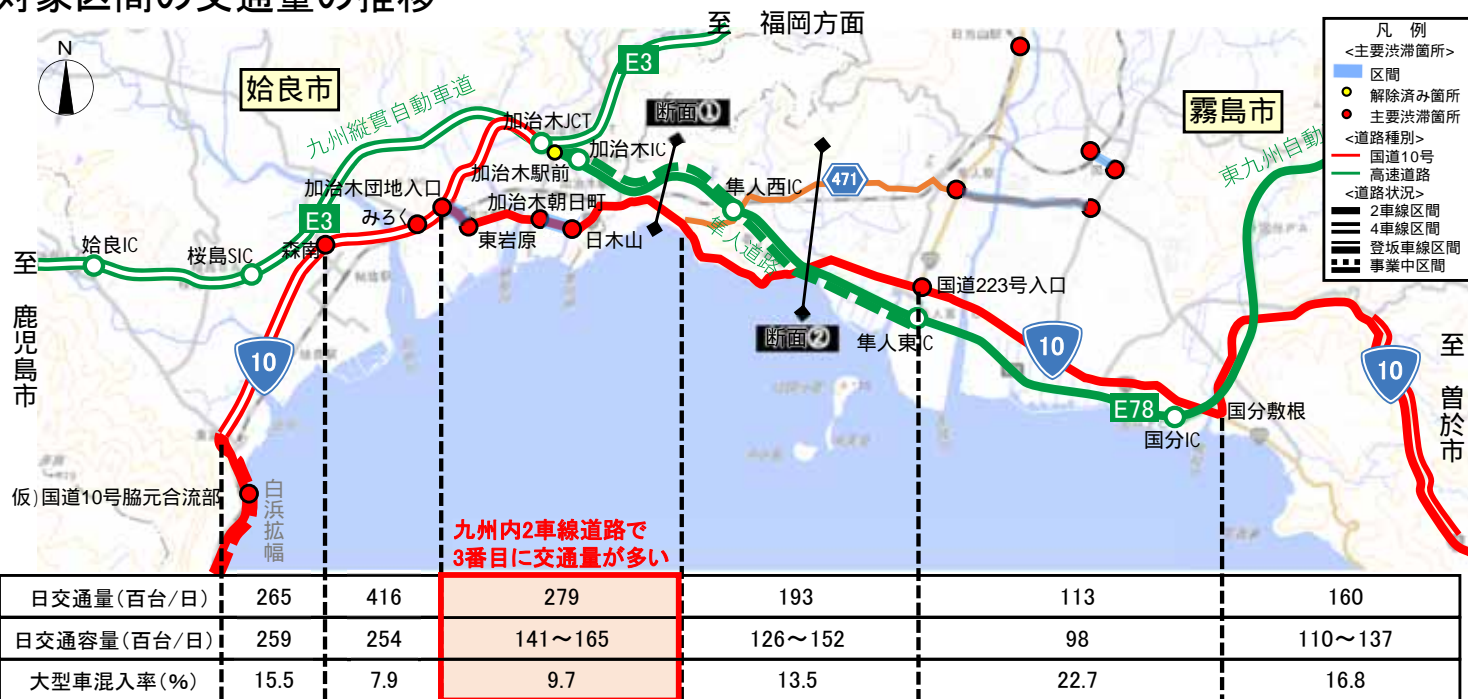 対象区間の交通量の推移
至 福岡方面
N
姶良市
霧島市
九州縦貫自動車道
E3
断面①
加治木JCT
加治木IC
加治木駅前
加治木団地入口
加治木朝日町
みろく
東岩原
日木山
隼人西IC
471
隼人道路
東九州自動
E3
森南
姶良IC
桜島SIC
至 鹿児島市
10
断面②
国道223号入口
隼人東IC
10
E78
国分IC
国分敷根
10
至 曽於市
仮)国道10号脇元合流部
白浜拡幅
凡 例
<主要渋滞箇所>
区間
解除済み箇所
主要渋滞箇所
<道路種別>
国道10号
高速道路
<道路状況>
2車線区間
4車線区間
登坂車線区間
事業中区間
九州内2車線道路で
3番目に交通量が多い
日交通量(百台/日) 265 416 279 193 113 160
日交通容量(百台/日) 259 254 141～165 126～152 98 110～137
大型車混入率(%) 15.5 7.9 9.7 13.5 22.7 16.8